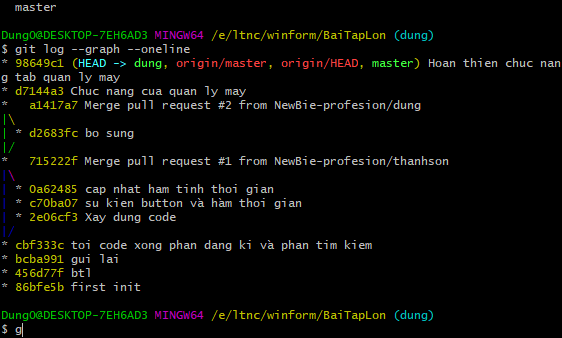 master
DungO@DESKTOP-7EH6AD3 MINGW64 /e/ltnc/winform/BaiTapLon (dung)
$ git log --graph --oneline
* 98649c1 (HEAD -> dung, origin/master, origin/HEAD, master) Hoan thien chuc nan
g tab quan ly may
* d7144a3 Chuc nang cua quan ly may
*   a1417a7 Merge pull request #2 from NewBie-profesion/dung
|\
| * d2683fc bo sung
|/
*   715222f Merge pull request #1 from NewBie-profesion/thanhson
|\
| * 0a62485 cap nhat ham tinh thoi gian
| * c70ba07 su kien button và hàm thoi gian
| * 2e06cf3 Xay dung code
|/
* cbf333c toi code xong phan dang ki và phan tim kiem
* bcba991 gui lai
* 456d77f btl
* 86bfe5b first init
DungO@DESKTOP-7EH6AD3 MINGW64 /e/ltnc/winform/BaiTapLon (dung)
$ g